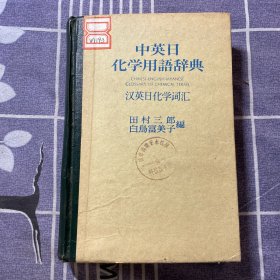 中英日
化学用語辞典
CHINESE-ENGLISH-JAPANESE
GLOSSARY OF CHEMICAL TERMS
汉英日化学词汇
田村三郎
白鳥冨美子 編